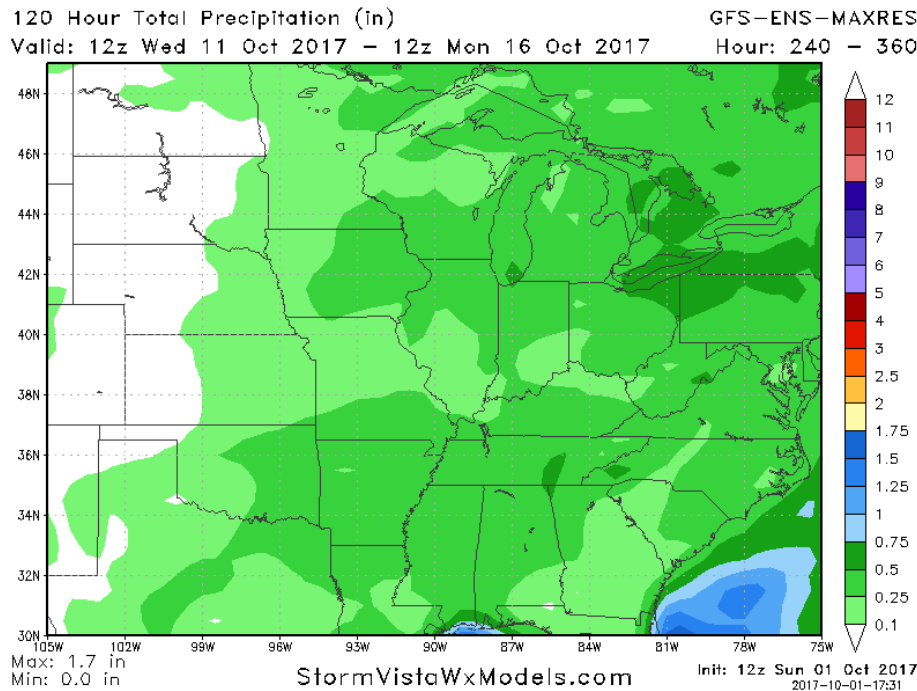 120 Hour Total Precipitation (in) GFS-ENS-MAXRES
Valid: 12z Wed 11 Oct 2017 - 12z Mon 16 Oct 2017 Hour: 240 - 360
48N
46N
44N
42N
40N
38N
36N
34N
32N
30N
105W 102W 99W 96W 93W 90W 87W 84W 81W 78W 75W
12
11
10
9
8
7
6
5
4
3
2.5
2
1.75
1.5
1.25
1
0.75
0.5
0.25
0.1
Max: 1.7 in
Min: 0.0 in
StormVistaWxModels.com
Init: 12z Sun 01 Oct 2017
2017-10-01-17:31